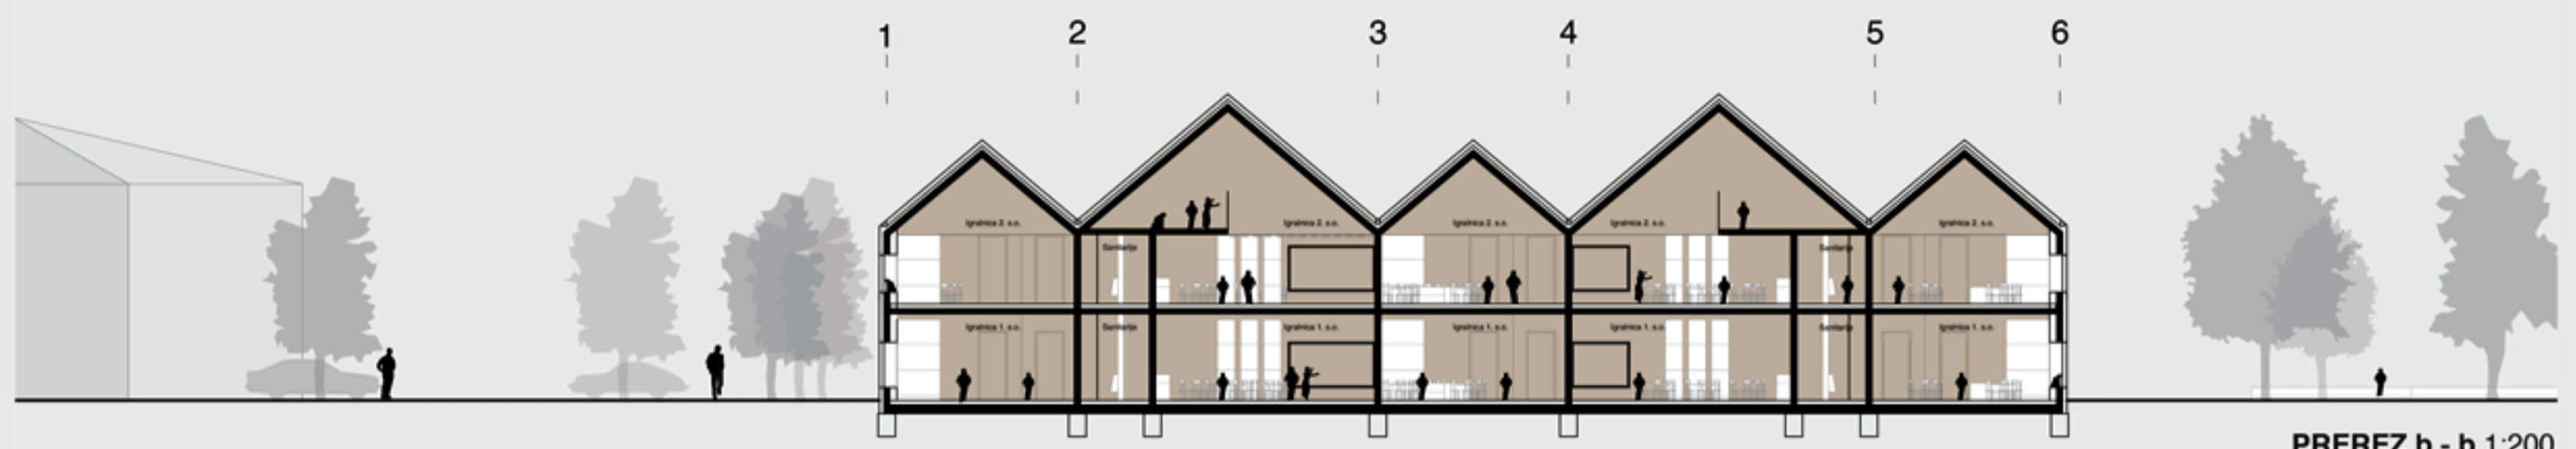 1 2 3 4 5 6
Igralnica 2. s.o. Igralnica 2. s.o. Igralnica 2. s.o. Igralnica 2. s.o. Igralnica 2. s.o.
Sanitarije Sanitarije
Igralnica 1. s.o. Sanitarije Igralnica 1. s.o. Igralnica 1. s.o. Igralnica 1. s.o. Sanitarije Igralnica 1. s.o.
PREREZ b - b 1:200